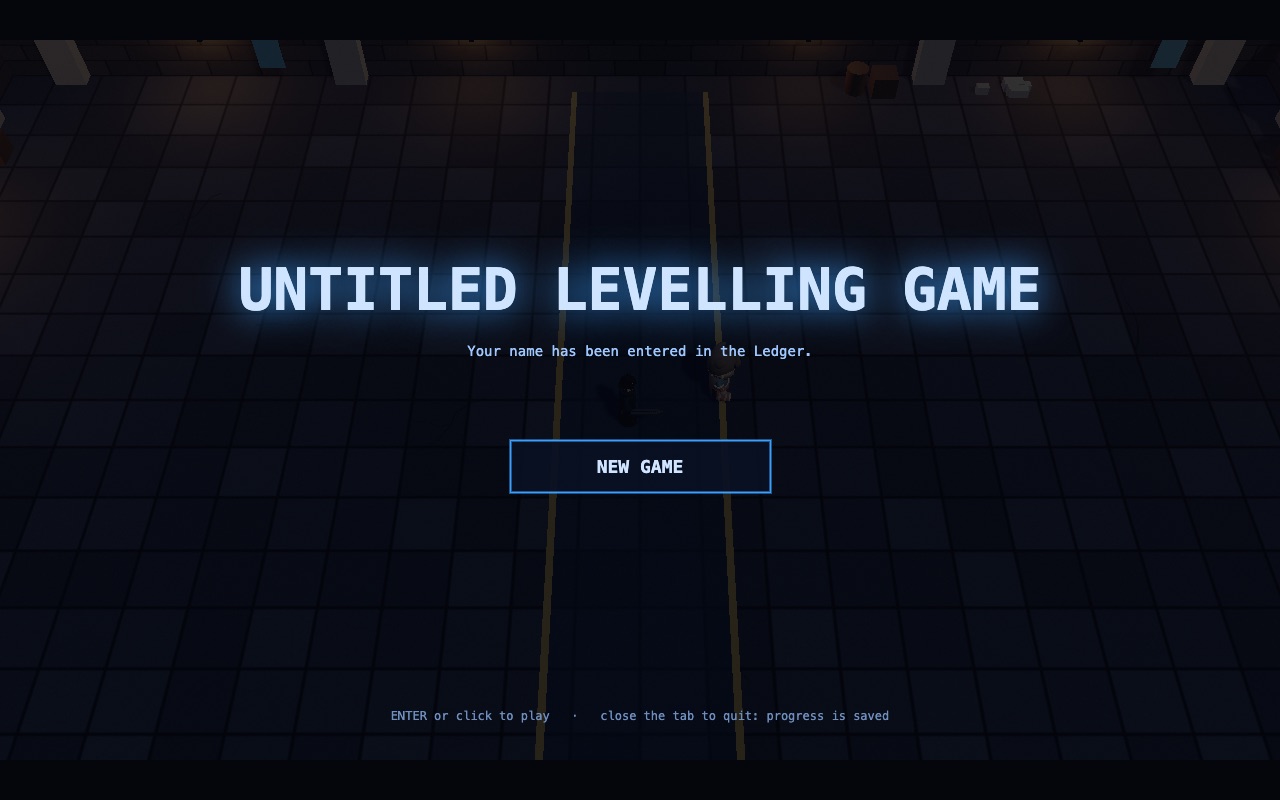 UNTITLED LEVELLING GAME
Your name has been entered in the Ledger.
NEW GAME
ENTER or click to play · close the tab to quit: progress is saved